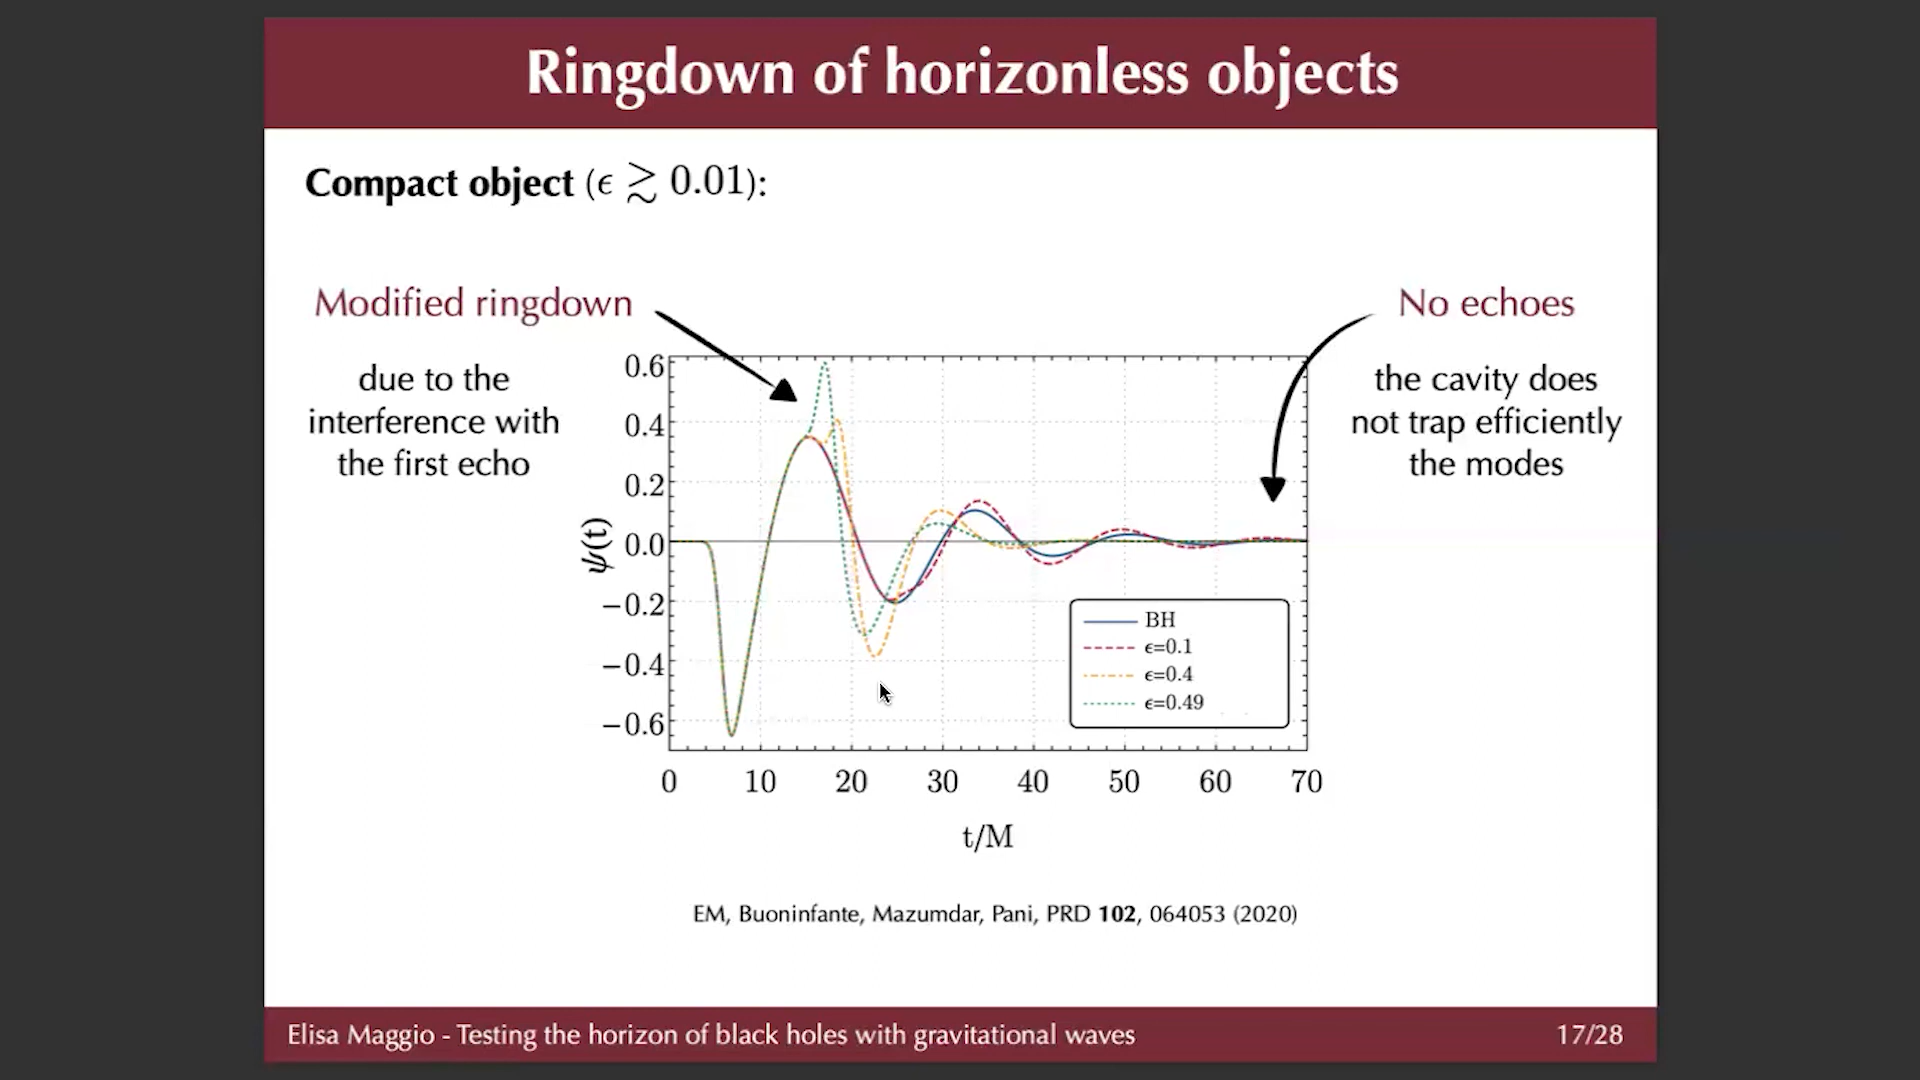 Ringdown of horizonless objects
Compact object (ϵ ≳ 0.01):
Modified ringdown
due to the
interference with
the first echo
No echoes
the cavity does
not trap efficiently
the modes
0.6
0.4
0.2
0.0
−0.2
−0.4
−0.6
ψ(t)
BH
ϵ=0.1
ϵ=0.4
ϵ=0.49
0 10 20 30 40 50 60 70
t/M
EM, Buoninfante, Mazumdar, Pani, PRD 102, 064053 (2020)
Elisa Maggio - Testing the horizon of black holes with gravitational waves
17/28